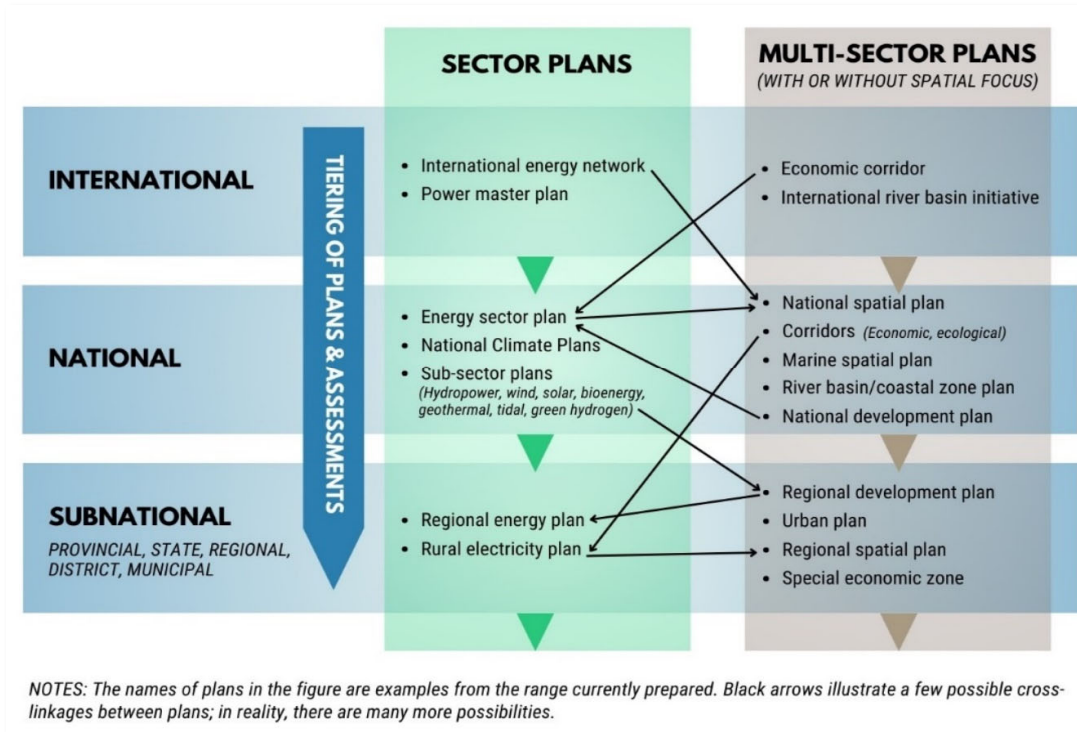 SECTOR PLANS
MULTI-SECTOR PLANS
(WITH OR WITHOUT SPATIAL FOCUS)
TIERING OF PLANS & ASSESSMENTS
INTERNATIONAL
• International energy network
• Power master plan
• Economic corridor
• International river basin initiative
NATIONAL
• Energy sector plan
• National Climate Plans
• Sub-sector plans
(Hydropower, wind, solar, bioenergy,
geothermal, tidal, green hydrogen)
• National spatial plan
• Corridors (Economic, ecological)
• Marine spatial plan
• River basin/coastal zone plan
• National development plan
SUBNATIONAL
PROVINCIAL, STATE, REGIONAL,
DISTRICT, MUNICIPAL
• Regional energy plan
• Rural electricity plan
• Regional development plan
• Urban plan
• Regional spatial plan
• Special economic zone
NOTES: The names of plans in the figure are examples from the range currently prepared. Black arrows illustrate a few possible cross-
linkages between plans; in reality, there are many more possibilities.